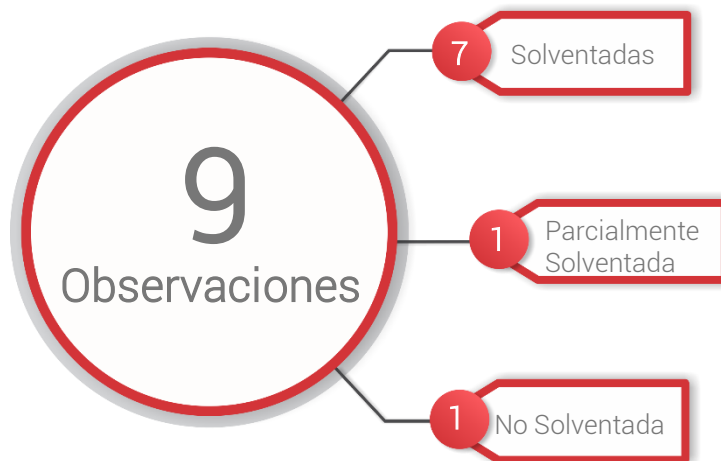 9
Observaciones
7
Solventadas
1
Parcialmente
Solventada
1
No Solventada